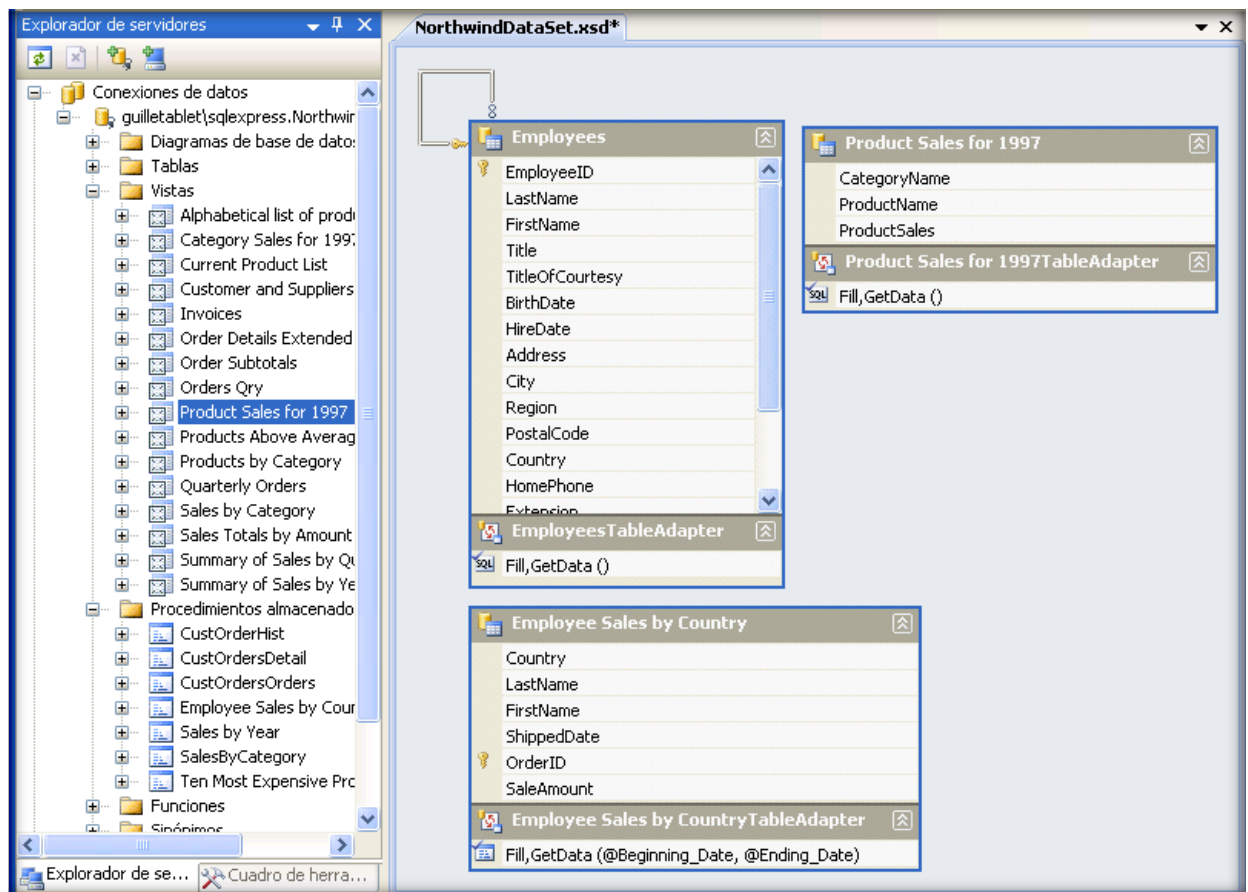 Explorador de servidores
Conexiones de datos
guilletablet\sqlexpress.Northwir
Diagramas de base de dato:
Tablas
Vistas
Alphabetical list of prod
Category Sales for 1997
Current Product List
Customer and Suppliers
Invoices
Order Details Extended
Order Subtotals
Orders Qry
Product Sales for 1997
Products Above Averag
Products by Category
Quarterly Orders
Sales by Category
Sales Totals by Amount
Summary of Sales by Qu
Summary of Sales by Ye
Procedimientos almacenado
CustOrderHist
CustOrdersDetail
CustOrdersOrders
Employee Sales by Cour
Sales by Year
SalesByCategory
Ten Most Expensive Prc
Funciones
Sinónimos
Explorador de se...
Cuadro de herra...
NorthwindDataSet.xsd*
Employees
EmployeeID
LastName
FirstName
Title
TitleOfCourtesy
BirthDate
HireDate
Address
City
Region
PostalCode
Country
HomePhone
Extension
EmployeesTableAdapter
SQL Fill,GetData ()
Product Sales for 1997
CategoryName
ProductName
ProductSales
Product Sales for 1997TableAdapter
SQL Fill,GetData ()
Employee Sales by Country
Country
LastName
FirstName
ShippedDate
OrderID
SaleAmount
Employee Sales by CountryTableAdapter
Fill,GetData (@Beginning_Date, @Ending_Date)